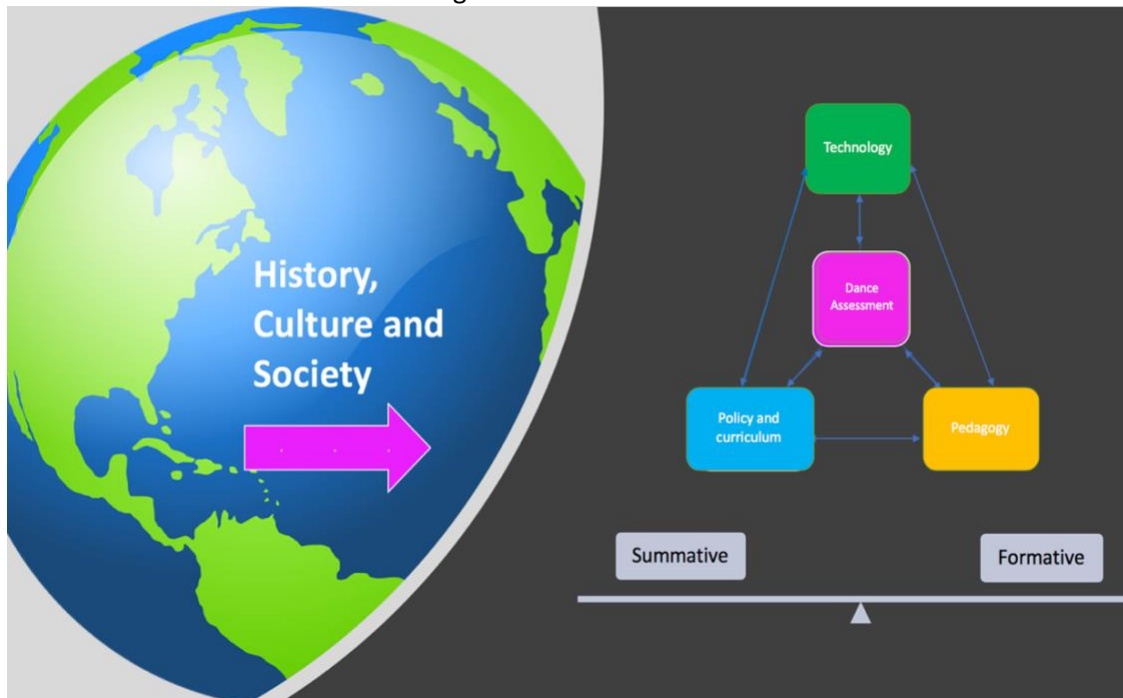 History,
Culture and
Society
Technology
Dance
Assessment
Policy and
curriculum
Pedagogy
Summative
Formative